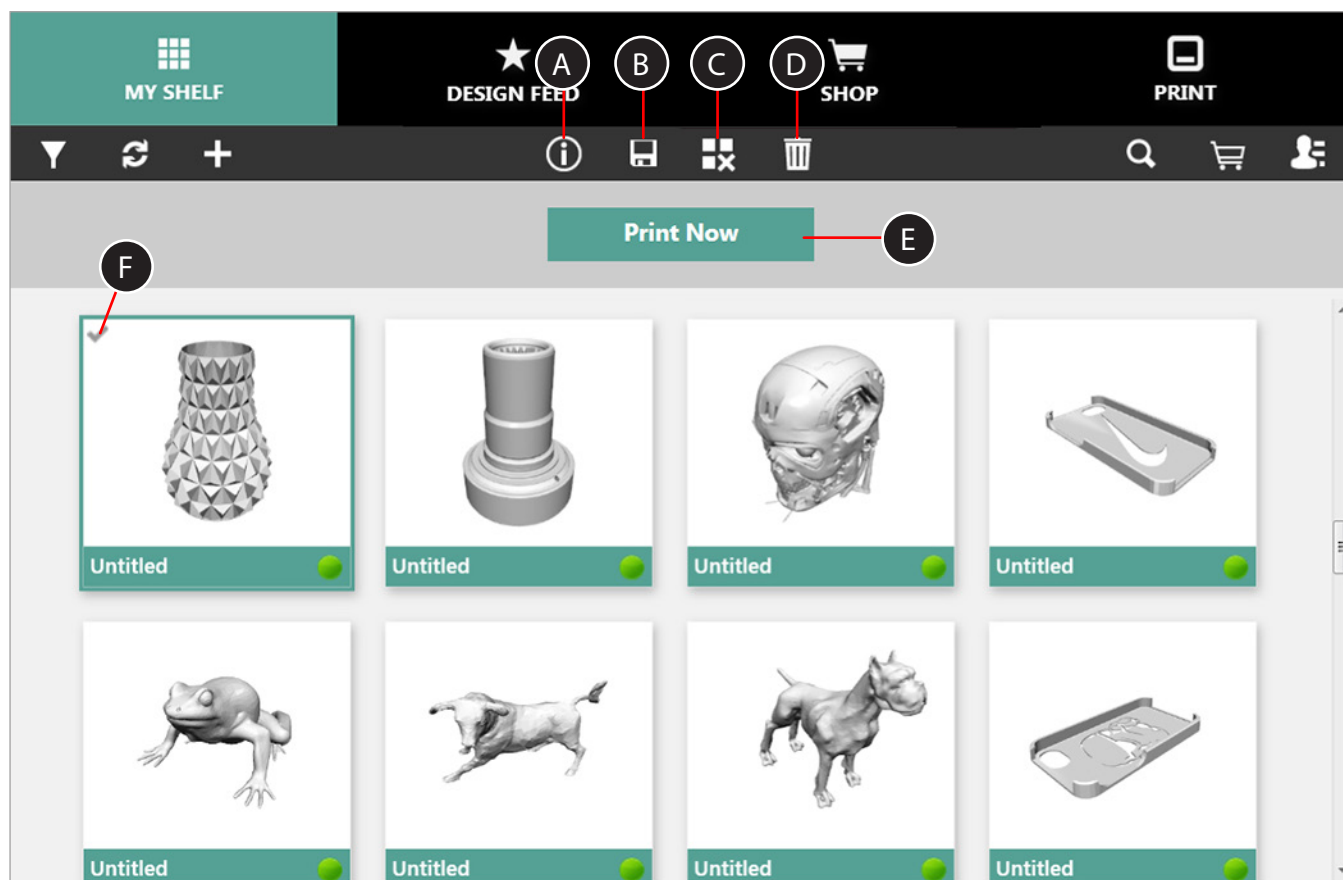 A B C D
MY SHELF DESIGN FEED SHOP PRINT
Print Now
E
F
Untitled Untitled Untitled Untitled
Untitled Untitled Untitled Untitled